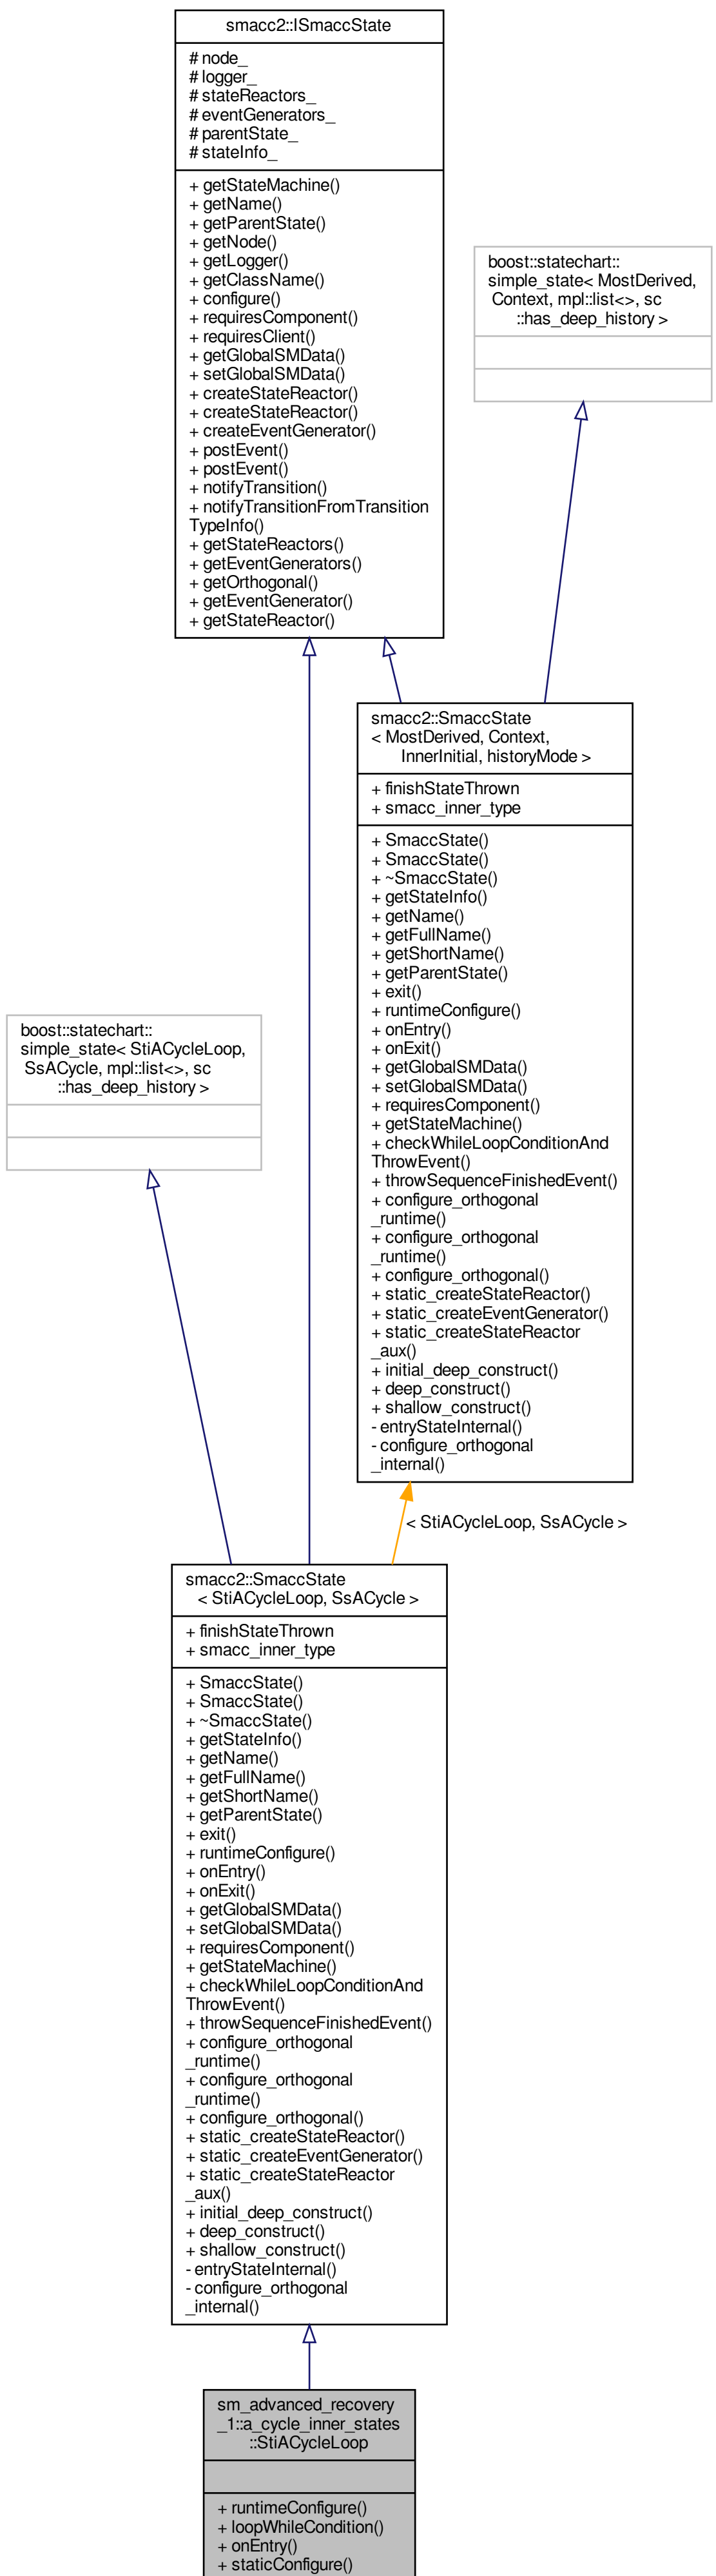 smacc2::ISmaccState
# node_
# logger_
# stateReactors_
# eventGenerators_
# parentState_
# stateInfo_
+ getStateMachine()
+ getName()
+ getParentState()
+ getNode()
+ getLogger()
+ getClassName()
+ configure()
+ requiresComponent()
+ requiresClient()
+ getGlobalSMData()
+ setGlobalSMData()
+ createStateReactor()
+ createStateReactor()
+ createEventGenerator()
+ postEvent()
+ postEvent()
+ notifyTransition()
+ notifyTransitionFromTransition
TypeInfo()
+ getStateReactors()
+ getEventGenerators()
+ getOrthogonal()
+ getEventGenerator()
+ getStateReactor()
boost::statechart::
simple_state< MostDerived,
Context, mpl::list<>, sc
::has_deep_history >
smacc2::SmaccState
< MostDerived, Context,
InnerInitial, historyMode >
+ finishStateThrown
+ smacc_inner_type
+ SmaccState()
+ SmaccState()
+ ~SmaccState()
+ getStateInfo()
+ getName()
+ getFullName()
+ getShortName()
+ getParentState()
+ exit()
+ runtimeConfigure()
+ onEntry()
+ onExit()
+ getGlobalSMData()
+ setGlobalSMData()
+ requiresComponent()
+ getStateMachine()
+ checkWhileLoopConditionAnd
ThrowEvent()
+ throwSequenceFinishedEvent()
+ configure_orthogonal
_runtime()
+ configure_orthogonal
_runtime()
+ configure_orthogonal()
+ static_createStateReactor()
+ static_createEventGenerator()
+ static_createStateReactor
_aux()
+ initial_deep_construct()
+ deep_construct()
+ shallow_construct()
- entryStateInternal()
- configure_orthogonal
_internal()
boost::statechart::
simple_state< StiACycleLoop,
SsACycle, mpl::list<>, sc
::has_deep_history >
< StiACycleLoop, SsACycle >
smacc2::SmaccState
< StiACycleLoop, SsACycle >
+ finishStateThrown
+ smacc_inner_type
+ SmaccState()
+ SmaccState()
+ ~SmaccState()
+ getStateInfo()
+ getName()
+ getFullName()
+ getShortName()
+ getParentState()
+ exit()
+ runtimeConfigure()
+ onEntry()
+ onExit()
+ getGlobalSMData()
+ setGlobalSMData()
+ requiresComponent()
+ getStateMachine()
+ checkWhileLoopConditionAnd
ThrowEvent()
+ throwSequenceFinishedEvent()
+ configure_orthogonal
_runtime()
+ configure_orthogonal
_runtime()
+ configure_orthogonal()
+ static_createStateReactor()
+ static_createEventGenerator()
+ static_createStateReactor
_aux()
+ initial_deep_construct()
+ deep_construct()
+ shallow_construct()
- entryStateInternal()
- configure_orthogonal
_internal()
sm_advanced_recovery
_1::a_cycle_inner_states
::StiACycleLoop
+ runtimeConfigure()
+ loopWhileCondition()
+ onEntry()
+ staticConfigure()